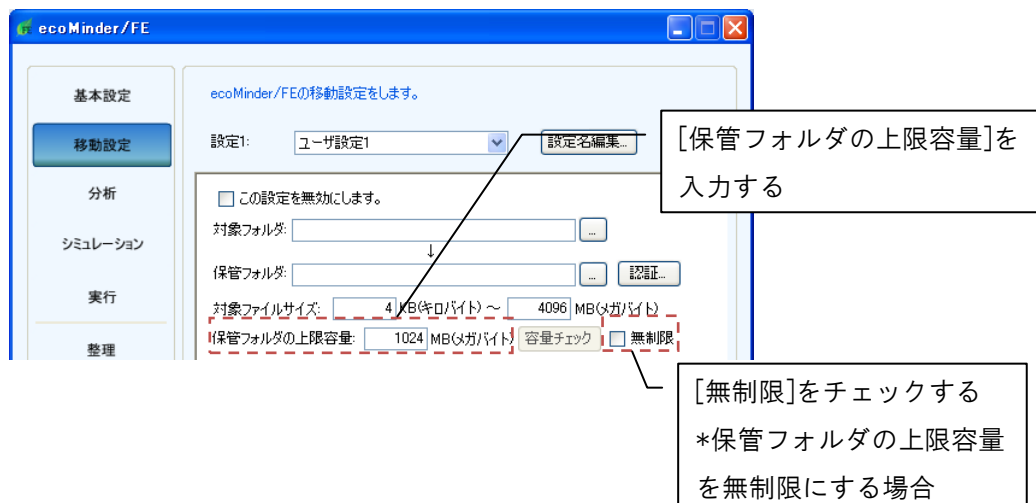 ecoMinder/FE
基本設定
移動設定
分析
シミュレーション
実行
整理
ecoMinder/FEの移動設定をします。
設定1: ユーザ設定1 設定名編集...
この設定を無効にします。
対象フォルダ: ...
↓
保管フォルダ: ... 認証...
対象ファイルサイズ: 4 KB(キロバイト) ～ 4096 MB(メガバイト)
保管フォルダの上限容量: 1024 MB(メガバイト) 容量チェック 無制限
[保管フォルダの上限容量]を
入力する
[無制限]をチェックする
*保管フォルダの上限容量
を無制限にする場合